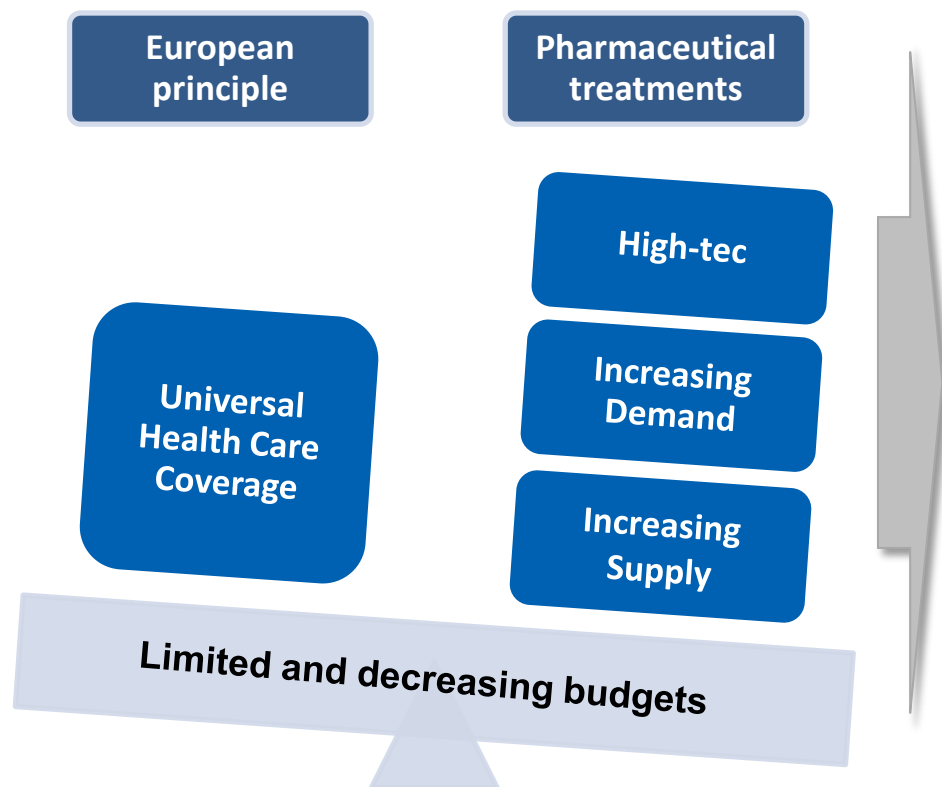 European
principle
Pharmaceutical
treatments
High-tec
Increasing
Demand
Universal
Health Care
Coverage
Increasing
Supply
Limited and decreasing budgets